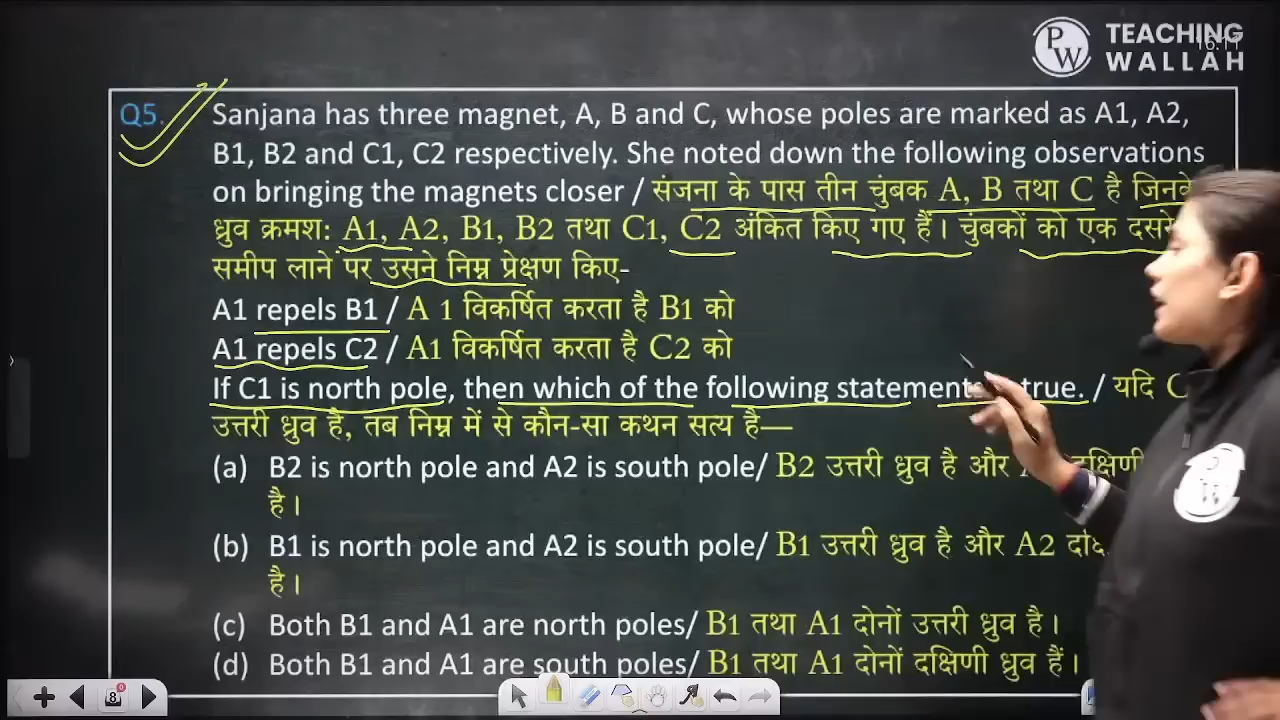 PW TEACHING
WALLAH
16:11
Q5. Sanjana has three magnet, A, B and C, whose poles are marked as A1, A2,
B1, B2 and C1, C2 respectively. She noted down the following observations
on bringing the magnets closer / संजना के पास तीन चुंबक A, B तथा C है
ध्रुव क्रमश: A1, A2, B1, B2 तथा C1, C2 अंकित किए गए हैं। चुंबकों को एक
समीप लाने पर उसने निम्न प्रेक्षण किए-
A1 repels B1 / A 1 विकर्षित करता है B1 को
A1 repels C2 / A1 विकर्षित करता है C2 को
If C1 is north pole, then which of the following statements true. / यदि
उत्तरी ध्रुव है, तब निम्न में से कौन-सा कथन सत्य है—
(a) B2 is north pole and A2 is south pole/ B2 उत्तरी ध्रुव है और
है।
(b) B1 is north pole and A2 is south pole/ B1 उत्तरी ध्रुव है और A2
है।
(c) Both B1 and A1 are north poles/ B1 तथा A1 दोनों उत्तरी ध्रुव है।
(d) Both B1 and A1 are south poles/ B1 तथा A1 दोनों दक्षिणी ध्रुव हैं।
8